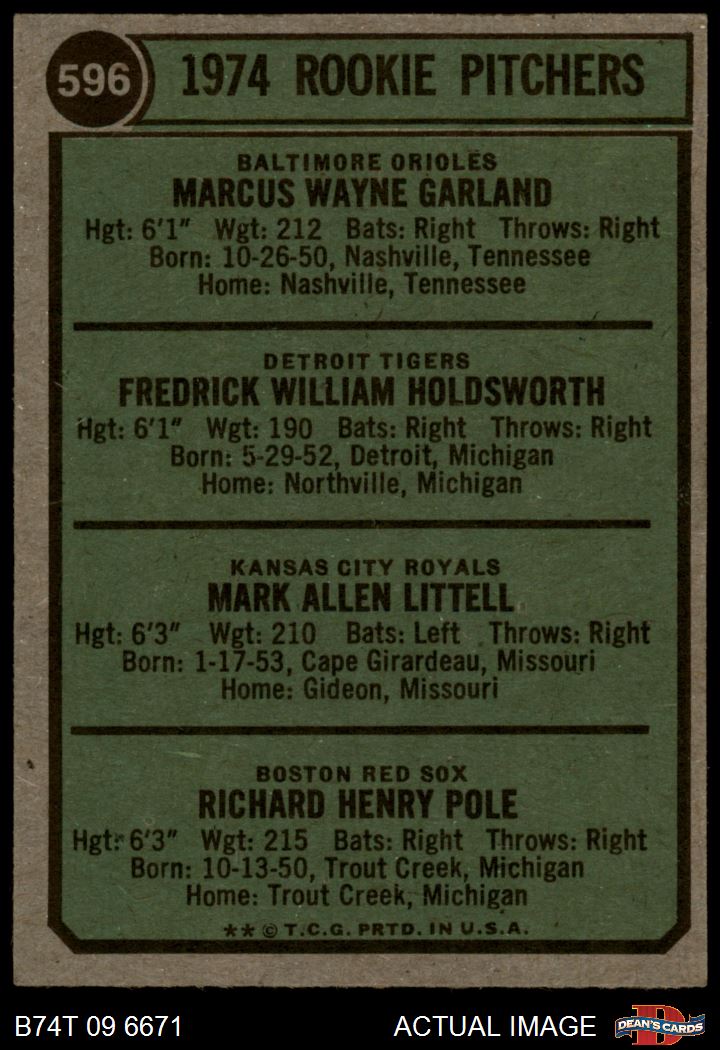 596
1974 ROOKIE PITCHERS
BALTIMORE ORIOLES
MARCUS WAYNE GARLAND
Hgt: 6'1" Wgt: 212 Bats: Right Throws: Right
Born: 10-26-50, Nashville, Tennessee
Home: Nashville, Tennessee
DETROIT TIGERS
FREDRICK WILLIAM HOLDSWORTH
Hgt: 6'1" Wgt: 190 Bats: Right Throws: Right
Born: 5-29-52, Detroit, Michigan
Home: Northville, Michigan
KANSAS CITY ROYALS
MARK ALLEN LITTELL
Hgt: 6'3" Wgt: 210 Bats: Left Throws: Right
Born: 1-17-53, Cape Girardeau, Missouri
Home: Gideon, Missouri
BOSTON RED SOX
RICHARD HENRY POLE
Hgt: 6'3" Wgt: 215 Bats: Right Throws: Right
Born: 10-13-50, Trout Creek, Michigan
Home: Trout Creek, Michigan
** © T.C.G. PRTD. IN U.S.A.
B74T 09 6671 ACTUAL IMAGE D DEAN'S CARDS